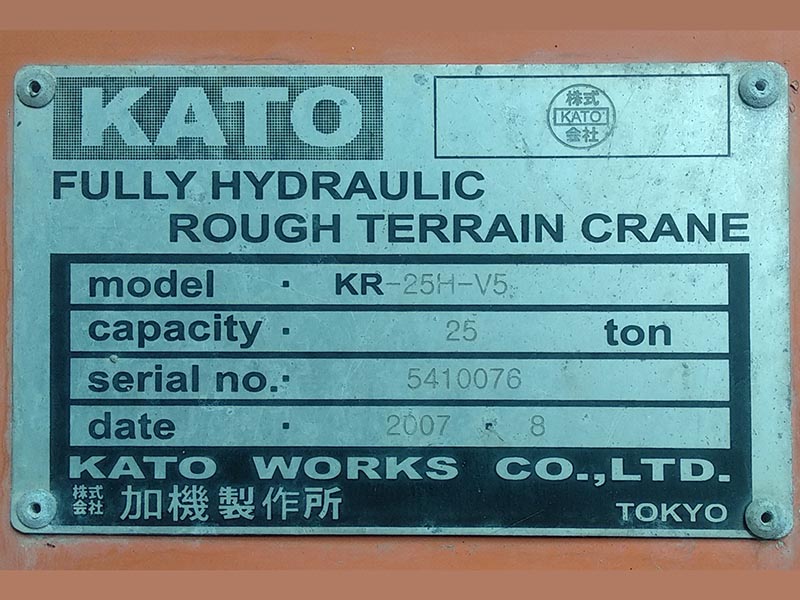 KATO
株式
KATO
会社
FULLY HYDRAULIC
ROUGH TERRAIN CRANE
model · KR-25H-V5
capacity · 25 ton
serial no.· 5410076
date · 2007 · 8
KATO WORKS CO.,LTD.
株式会社 加機製作所 TOKYO